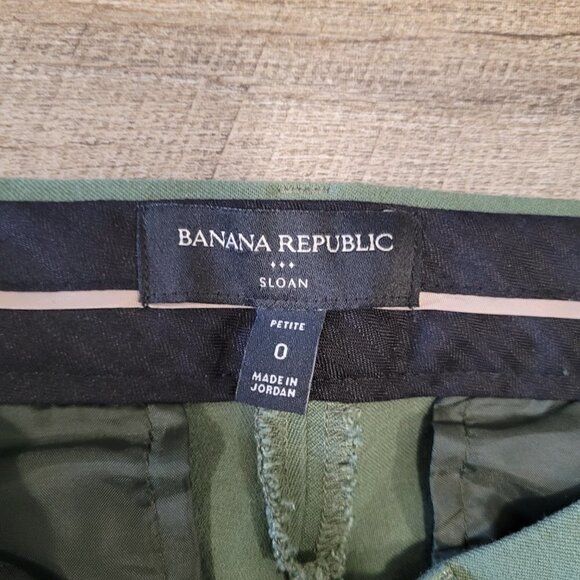 BANANA REPUBLIC
SLOAN
PETITE
0
MADE IN
JORDAN